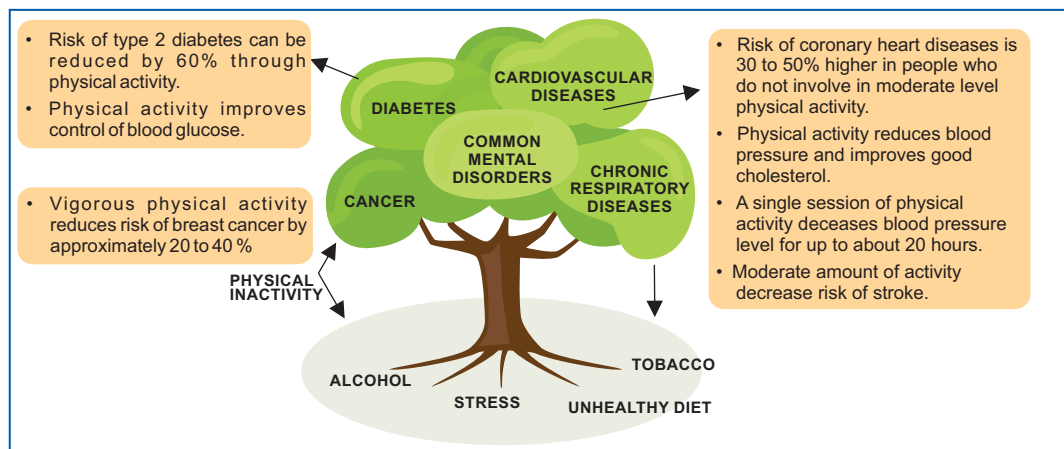 • Risk of type 2 diabetes can be
reduced by 60% through
physical activity.
• Physical activity improves
control of blood glucose.
• Vigorous physical activity
reduces risk of breast cancer by
approximately 20 to 40 %
PHYSICAL
INACTIVITY
CARDIOVASCULAR
DISEASES
DIABETES
COMMON
MENTAL
DISORDERS
CHRONIC
RESPIRATORY
DISEASES
CANCER
ALCOHOL
STRESS
TOBACCO
UNHEALTHY DIET
• Risk of coronary heart diseases is
30 to 50% higher in people who
do not involve in moderate level
physical activity.
• Physical activity reduces blood
pressure and improves good
cholesterol.
• A single session of physical
activity deceases blood pressure
level for up to about 20 hours.
• Moderate amount of activity
decrease risk of stroke.